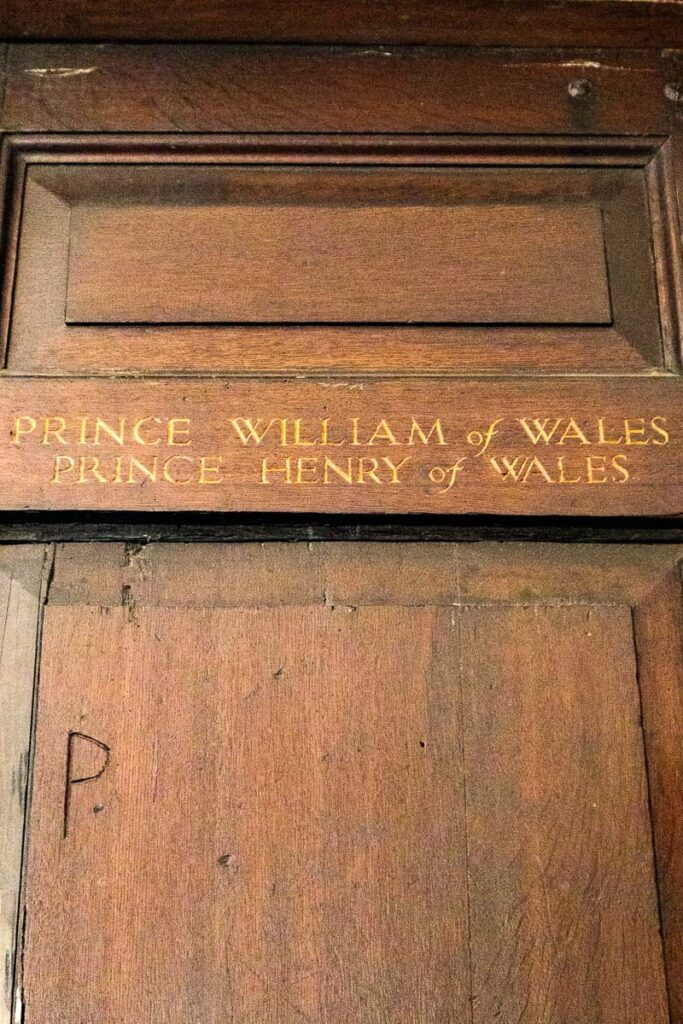 PRINCE WILLIAM of WALES
PRINCE HENRY of WALES
P